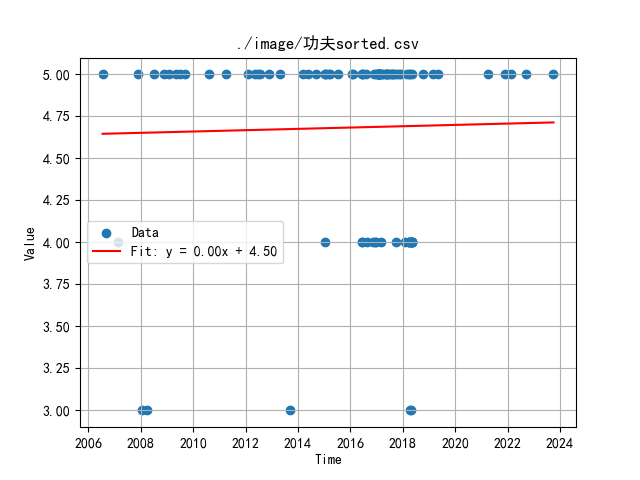 ./image/功夫sorted.csv
Value
5.00
4.75
4.50
4.25
4.00
3.75
3.50
3.25
3.00
Data
Fit: y = 0.00x + 4.50
2006 2008 2010 2012 2014 2016 2018 2020 2022 2024
Time